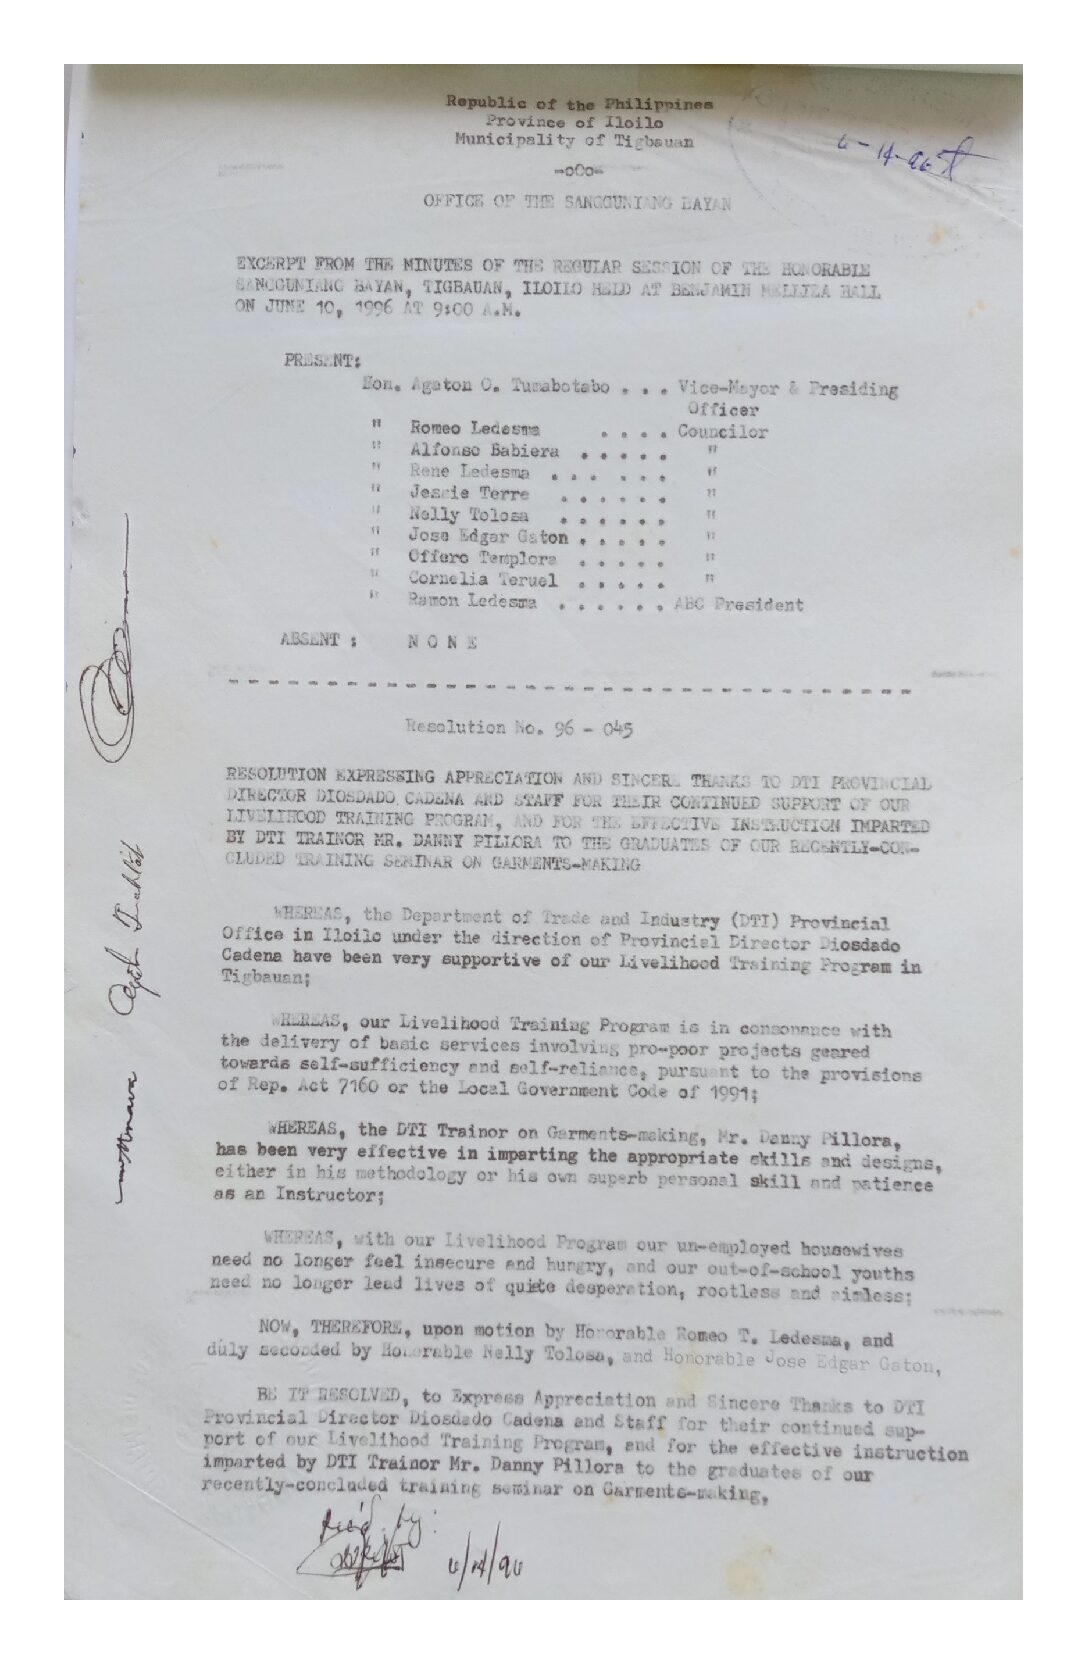 Republic of the Philippines
Province of Iloilo
Municipality of Tigbauan
-oOo-
6-14-96
OFFICE OF THE SANGGUNIANG BAYAN
EXCERPT FROM THE MINUTES OF THE REGULAR SESSION OF THE HONORABLE
SANGGUNIANG BAYAN, TIGBAUAN, ILOILO HELD AT BENJAMIN MELLIZA HALL
ON JUNE 10, 1996 AT 9:00 A.M.
PRESENT:
Hon. Agaton O. Tumabotabo . . . Vice-Mayor & Presiding
Officer
" Romeo Ledesma . . . . Councilor
" Alfonso Babiera . . . . . "
" Rene Ledesma . . . . . . "
" Jessie Terre . . . . . . "
" Nelly Tolosa . . . . . . "
" Jose Edgar Gaton . . . . . "
" Offero Templora . . . . . "
" Cornelia Teruel . . . . . "
" Ramon Ledesma . . . . . . ABC President
ABSENT : N O N E
Resolution No. 96 - 045
RESOLUTION EXPRESSING APPRECIATION AND SINCERE THANKS TO DTI PROVINCIAL
DIRECTOR DIOSDADO CADENA AND STAFF FOR THEIR CONTINUED SUPPORT OF OUR
LIVELIHOOD TRAINING PROGRAM, AND FOR THE EFFECTIVE INSTRUCTION IMPARTED
BY DTI TRAINOR MR. DANNY PILLORA TO THE GRADUATES OF OUR RECENTLY-CON-
CLUDED TRAINING SEMINAR ON GARMENTS-MAKING
WHEREAS, the Department of Trade and Industry (DTI) Provincial
Office in Iloilo under the direction of Provincial Director Diosdado
Cadena have been very supportive of our Livelihood Training Program in
Tigbauan;
WHEREAS, our Livelihood Training Program is in consonance with
the delivery of basic services involving pro-poor projects geared
towards self-sufficiency and self-reliance, pursuant to the provisions
of Rep. Act 7160 or the Local Government Code of 1991;
WHEREAS, the DTI Trainor on Garments-making, Mr. Danny Pillora,
has been very effective in imparting the appropriate skills and designs,
either in his methodology or his own superb personal skill and patience
as an Instructor;
WHEREAS, with our Livelihood Program our un-employed housewives
need no longer feel insecure and hungry, and our out-of-school youths
need no longer lead lives of quiete desperation, rootless and aimless;
NOW, THEREFORE, upon motion by Honorable Romeo T. Ledesma, and
duly seconded by Honorable Nelly Tolosa, and Honorable Jose Edgar Gaton,
BE IT RESOLVED, to Express Appreciation and Sincere Thanks to DTI
Provincial Director Diosdado Cadena and Staff for their continued sup-
port of our Livelihood Training Program, and for the effective instruction
imparted by DTI Trainor Mr. Danny Pillora to the graduates of our
recently-concluded training seminar on Garments-making,
Rec'd. by:
6/14/96